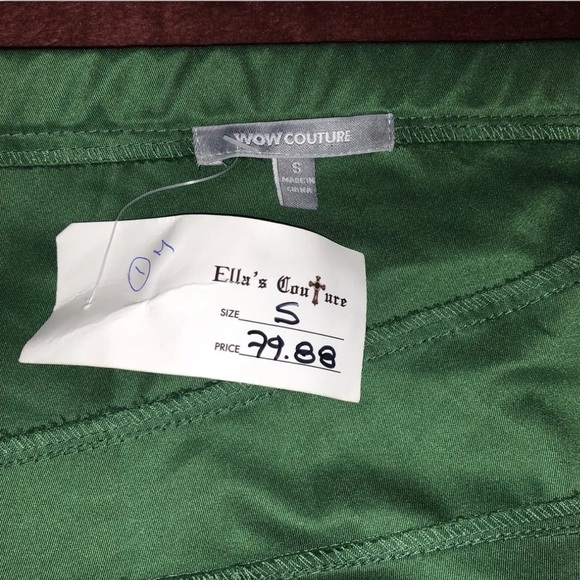 WOW COUTURE
S
MADE IN
CHINA
① M
Ella's Couture
SIZE S
PRICE 79.88